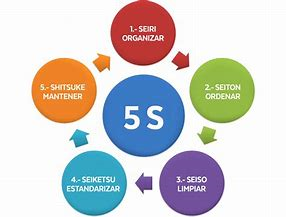 1.- SEIRI
ORGANIZAR
2.- SEITON
ORDENAR
3.- SEISO
LIMPIAR
4.- SEIKETSU
ESTANDARIZAR
5.- SHITSUKE
MANTENER
5 S